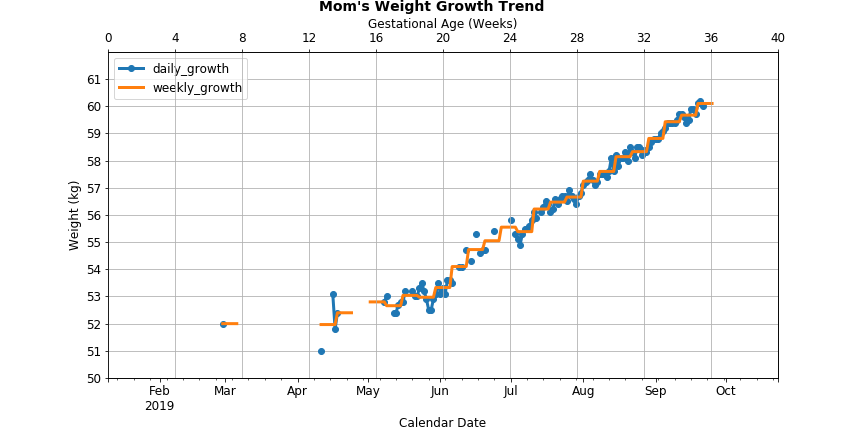 Mom's Weight Growth Trend
Gestational Age (Weeks)
0 4 8 12 16 20 24 28 32 36 40
daily_growth
weekly_growth
Weight (kg)
61
60
59
58
57
56
55
54
53
52
51
50
Feb Mar Apr May Jun Jul Aug Sep Oct
2019
Calendar Date